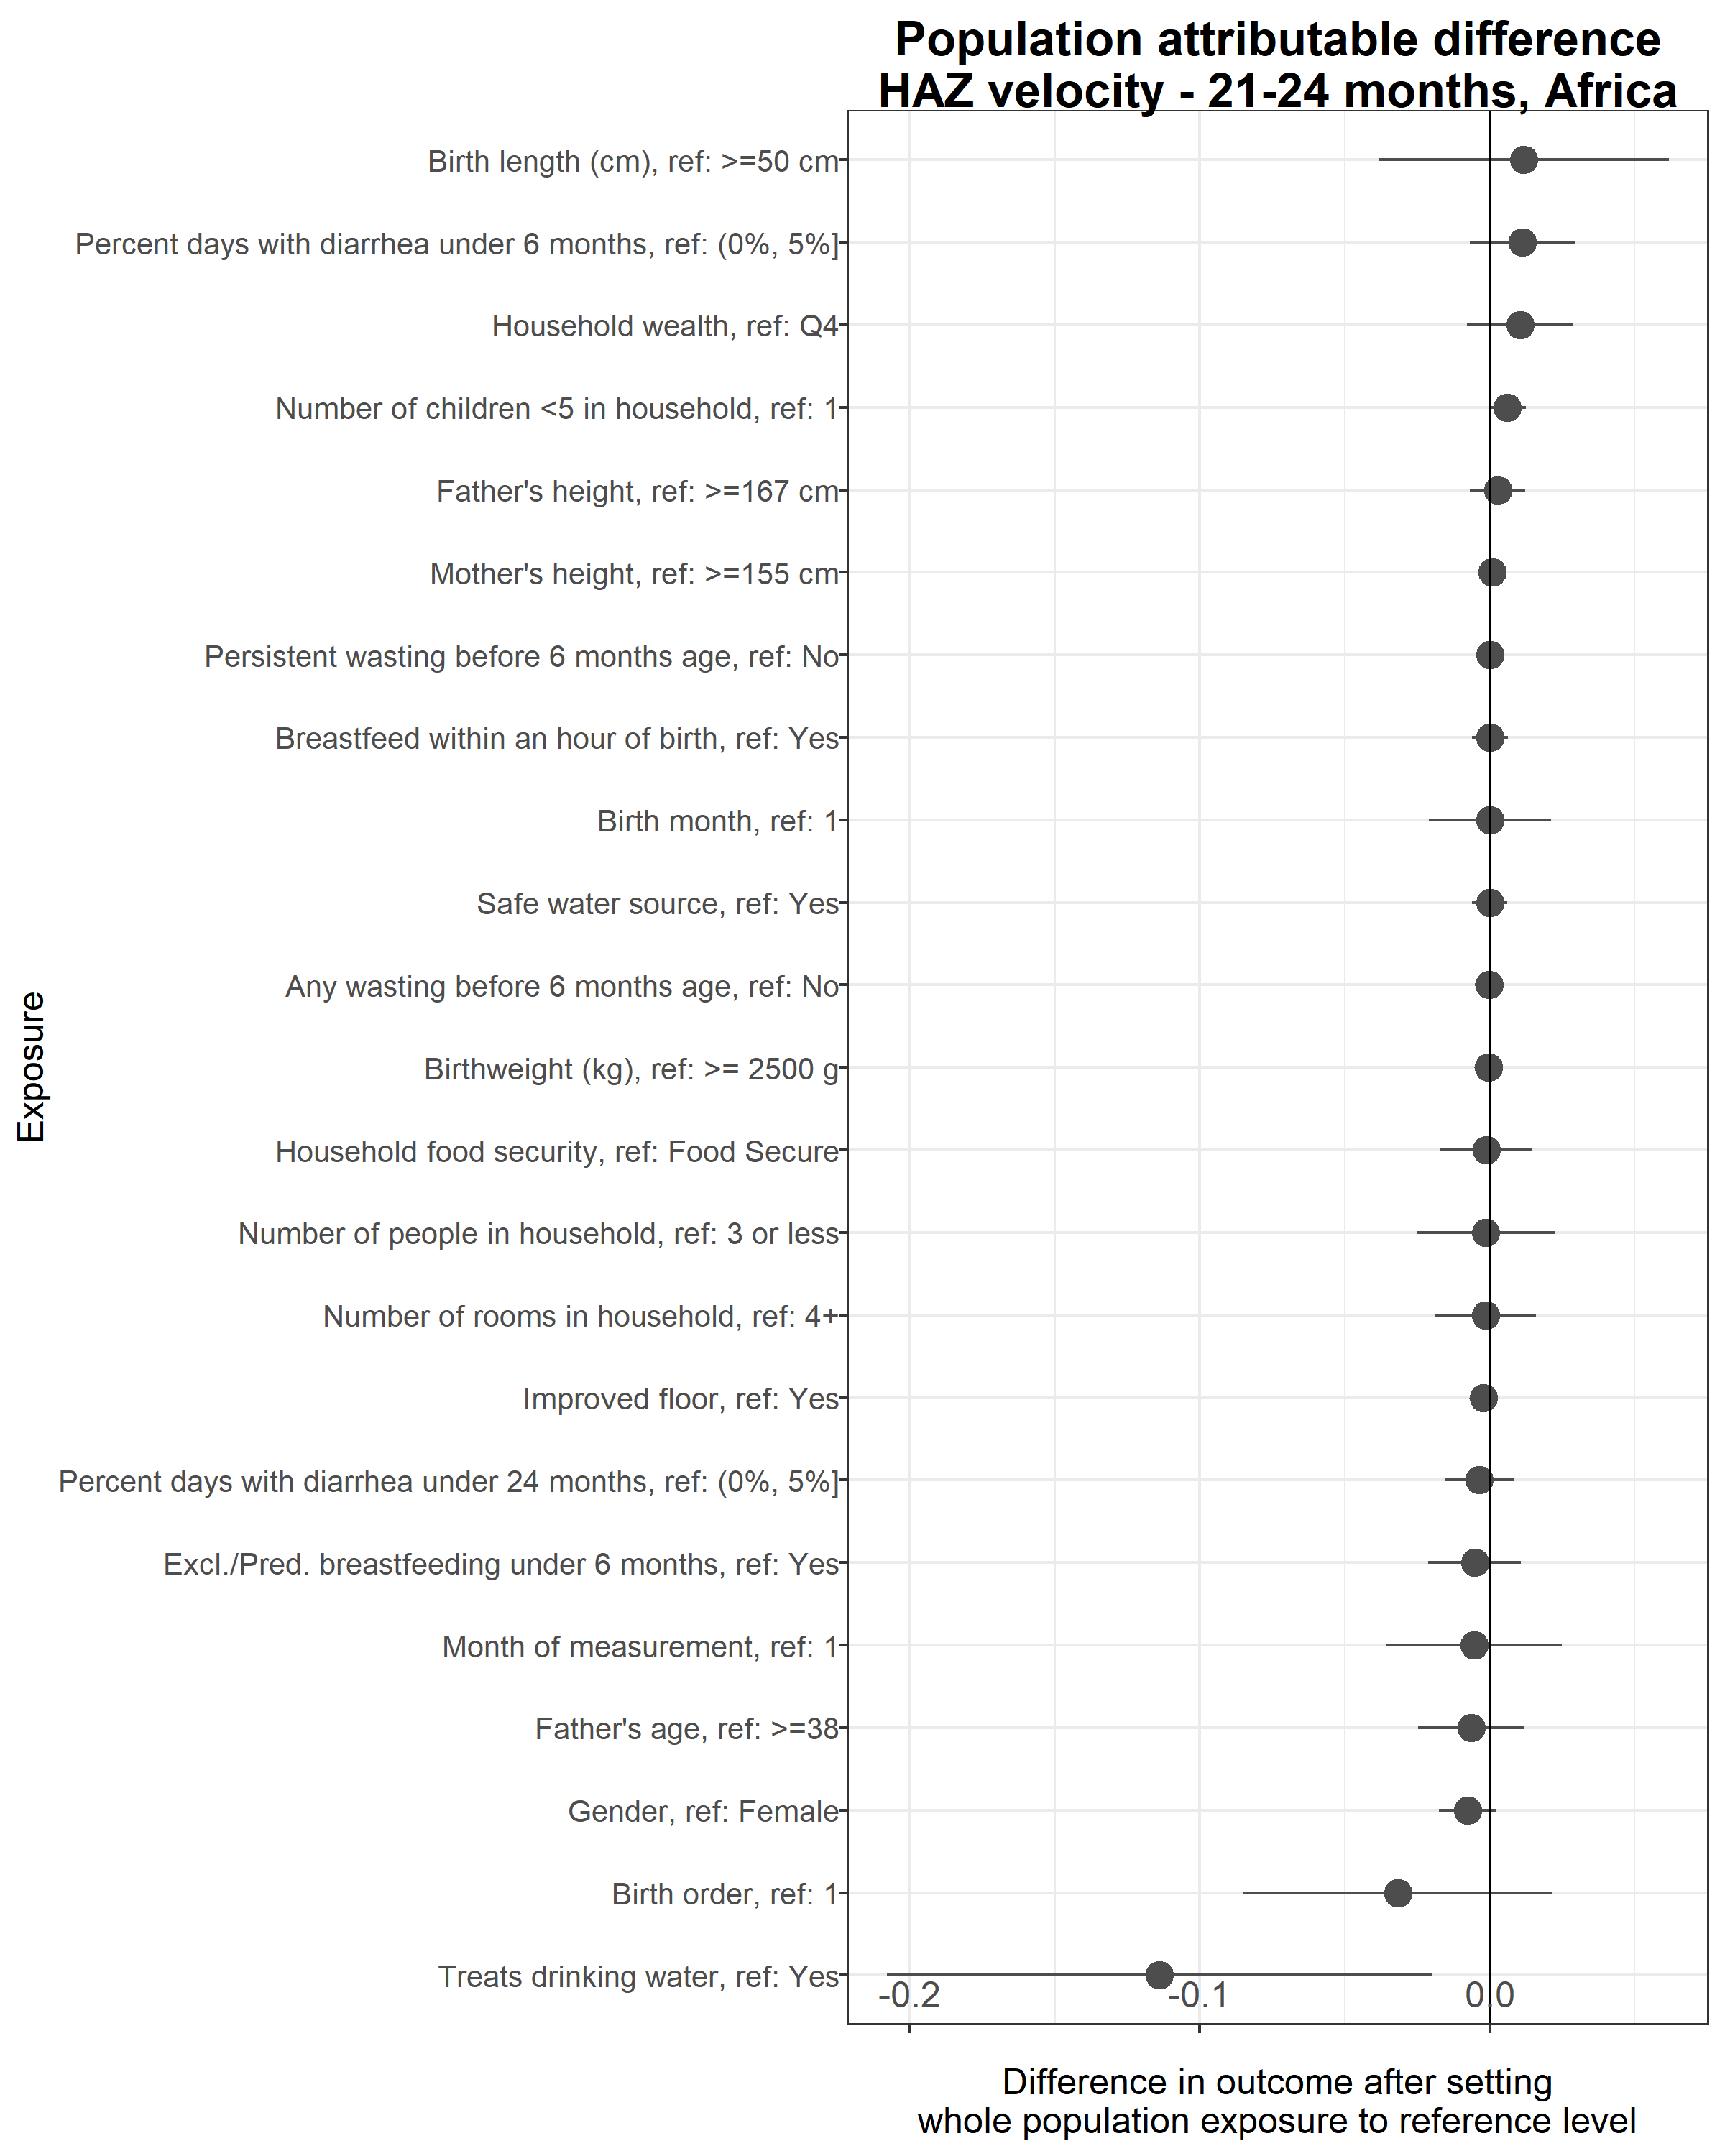 Population attributable difference
HAZ velocity - 21-24 months, Africa
Birth length (cm), ref: >=50 cm
Percent days with diarrhea under 6 months, ref: (0%, 5%]
Household wealth, ref: Q4
Number of children <5 in household, ref: 1
Father's height, ref: >=167 cm
Mother's height, ref: >=155 cm
Persistent wasting before 6 months age, ref: No
Breastfeed within an hour of birth, ref: Yes
Birth month, ref: 1
Safe water source, ref: Yes
Any wasting before 6 months age, ref: No
Birthweight (kg), ref: >= 2500 g
Household food security, ref: Food Secure
Number of people in household, ref: 3 or less
Number of rooms in household, ref: 4+
Improved floor, ref: Yes
Percent days with diarrhea under 24 months, ref: (0%, 5%]
Excl./Pred. breastfeeding under 6 months, ref: Yes
Month of measurement, ref: 1
Father's age, ref: >=38
Gender, ref: Female
Birth order, ref: 1
Treats drinking water, ref: Yes
Exposure
-0.2 -0.1 0.0
Difference in outcome after setting
whole population exposure to reference level